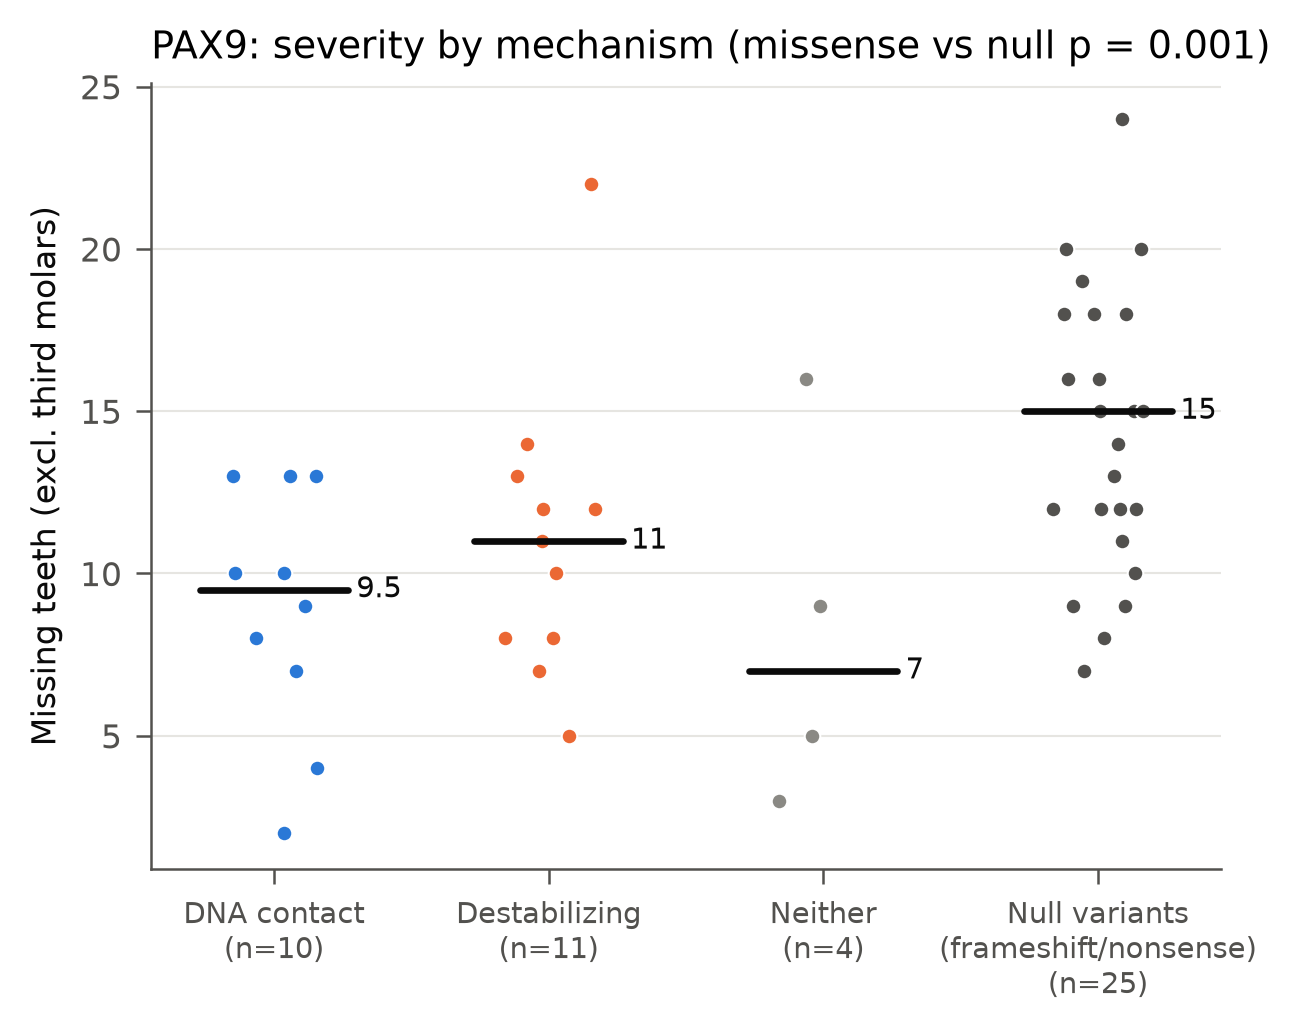 PAX9: severity by mechanism (missense vs null p = 0.001)
Missing teeth (excl. third molars)
25
20
15
10
5
9.5
11
7
15
DNA contact
(n=10)
Destabilizing
(n=11)
Neither
(n=4)
Null variants
(frameshift/nonsense)
(n=25)